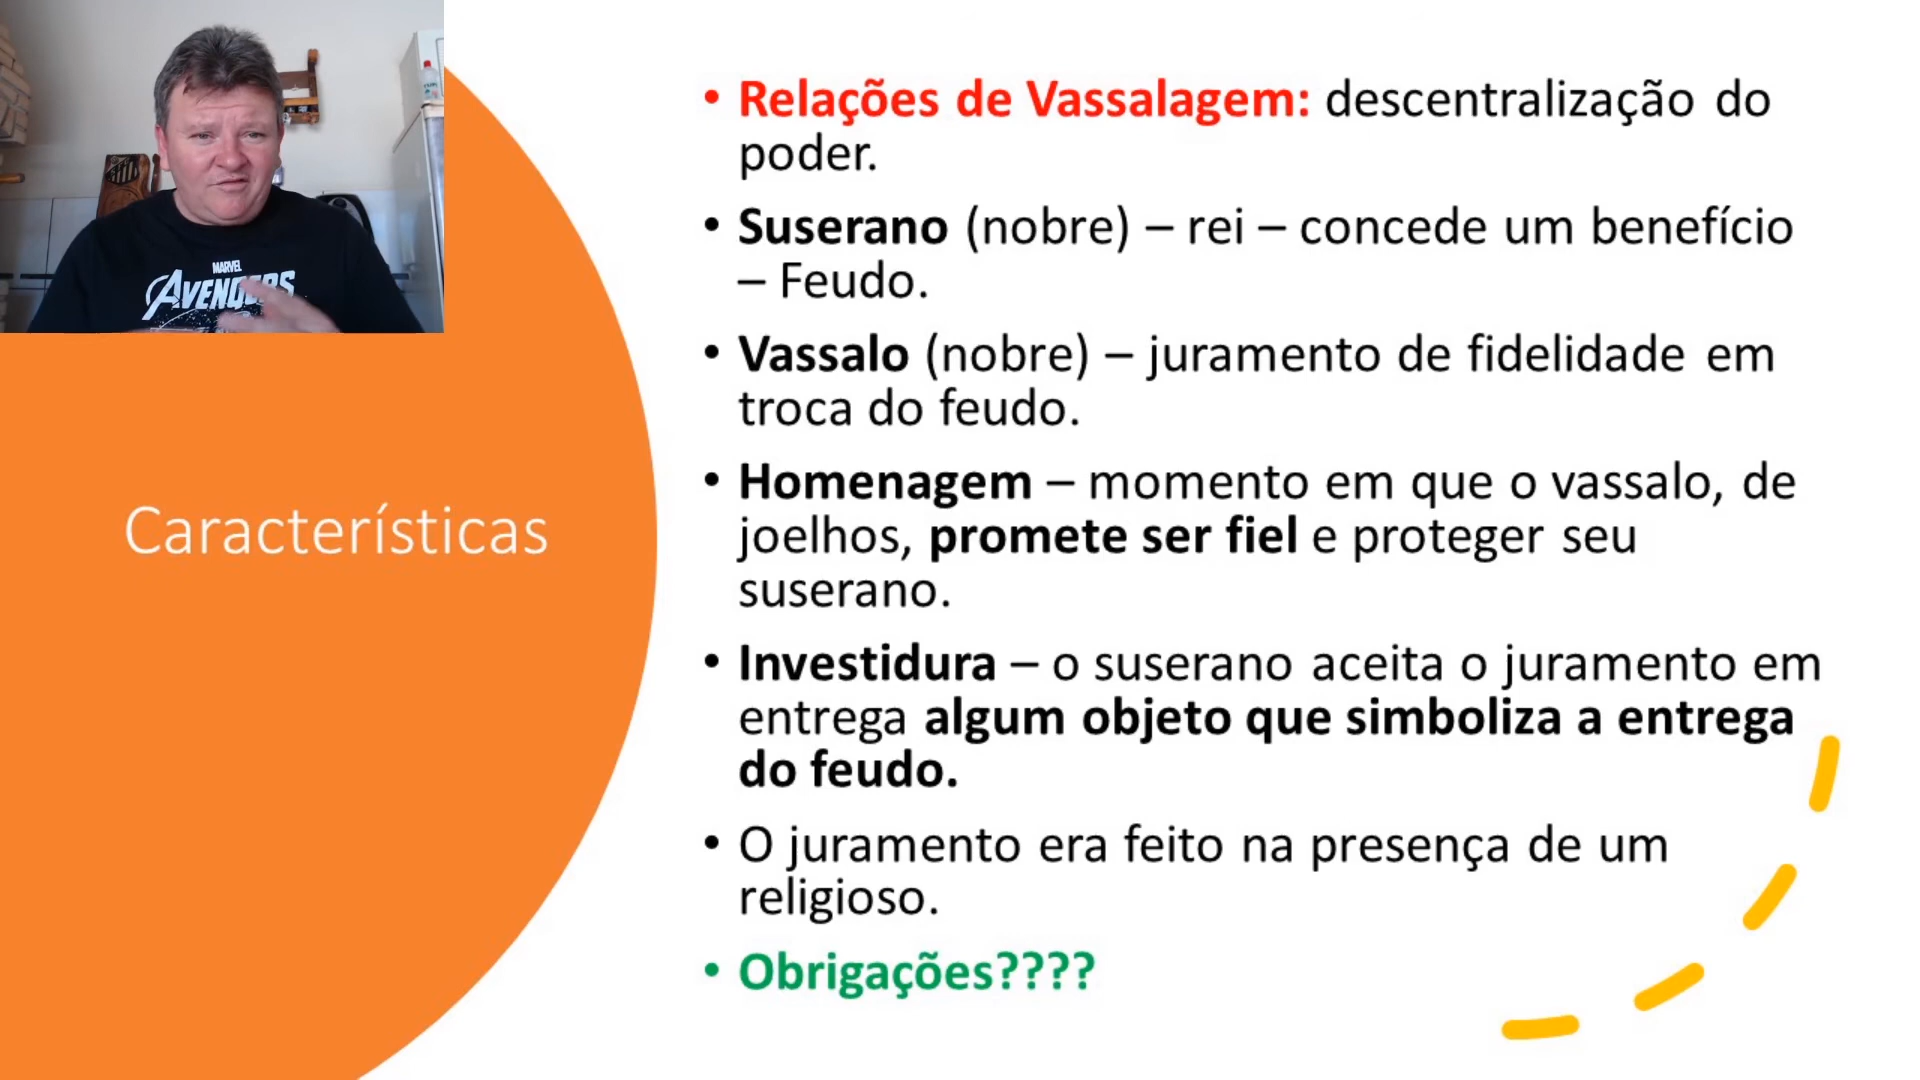 MARVEL
AVENGERS
Características
• Relações de Vassalagem: descentralização do
poder.
• Suserano (nobre) – rei – concede um benefício
– Feudo.
• Vassalo (nobre) – juramento de fidelidade em
troca do feudo.
• Homenagem – momento em que o vassalo, de
joelhos, promete ser fiel e proteger seu
suserano.
• Investidura – o suserano aceita o juramento em
entrega algum objeto que simboliza a entrega
do feudo.
• O juramento era feito na presença de um
religioso.
• Obrigações????